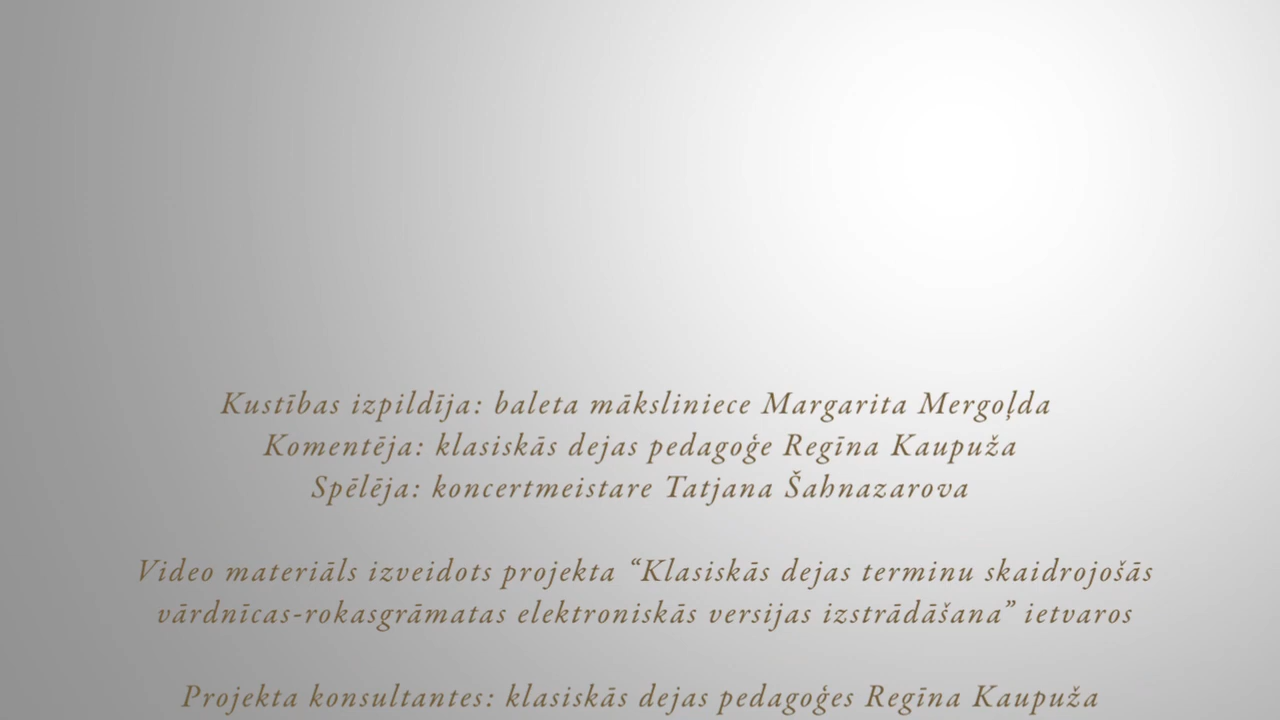 Kustības izpildīja: baleta māksliniece Margarita Mergoļda
Komentēja: klasiskās dejas pedagoģe Regīna Kaupuža
Spēlēja: koncertmeistare Tatjana Šahnazarova
Video materiāls izveidots projekta “Klasiskās dejas terminu skaidrojošās
vārdnīcas-rokasgrāmatas elektroniskās versijas izstrādāšana” ietvaros
Projekta konsultantes: klasiskās dejas pedagoģes Regīna Kaupuža